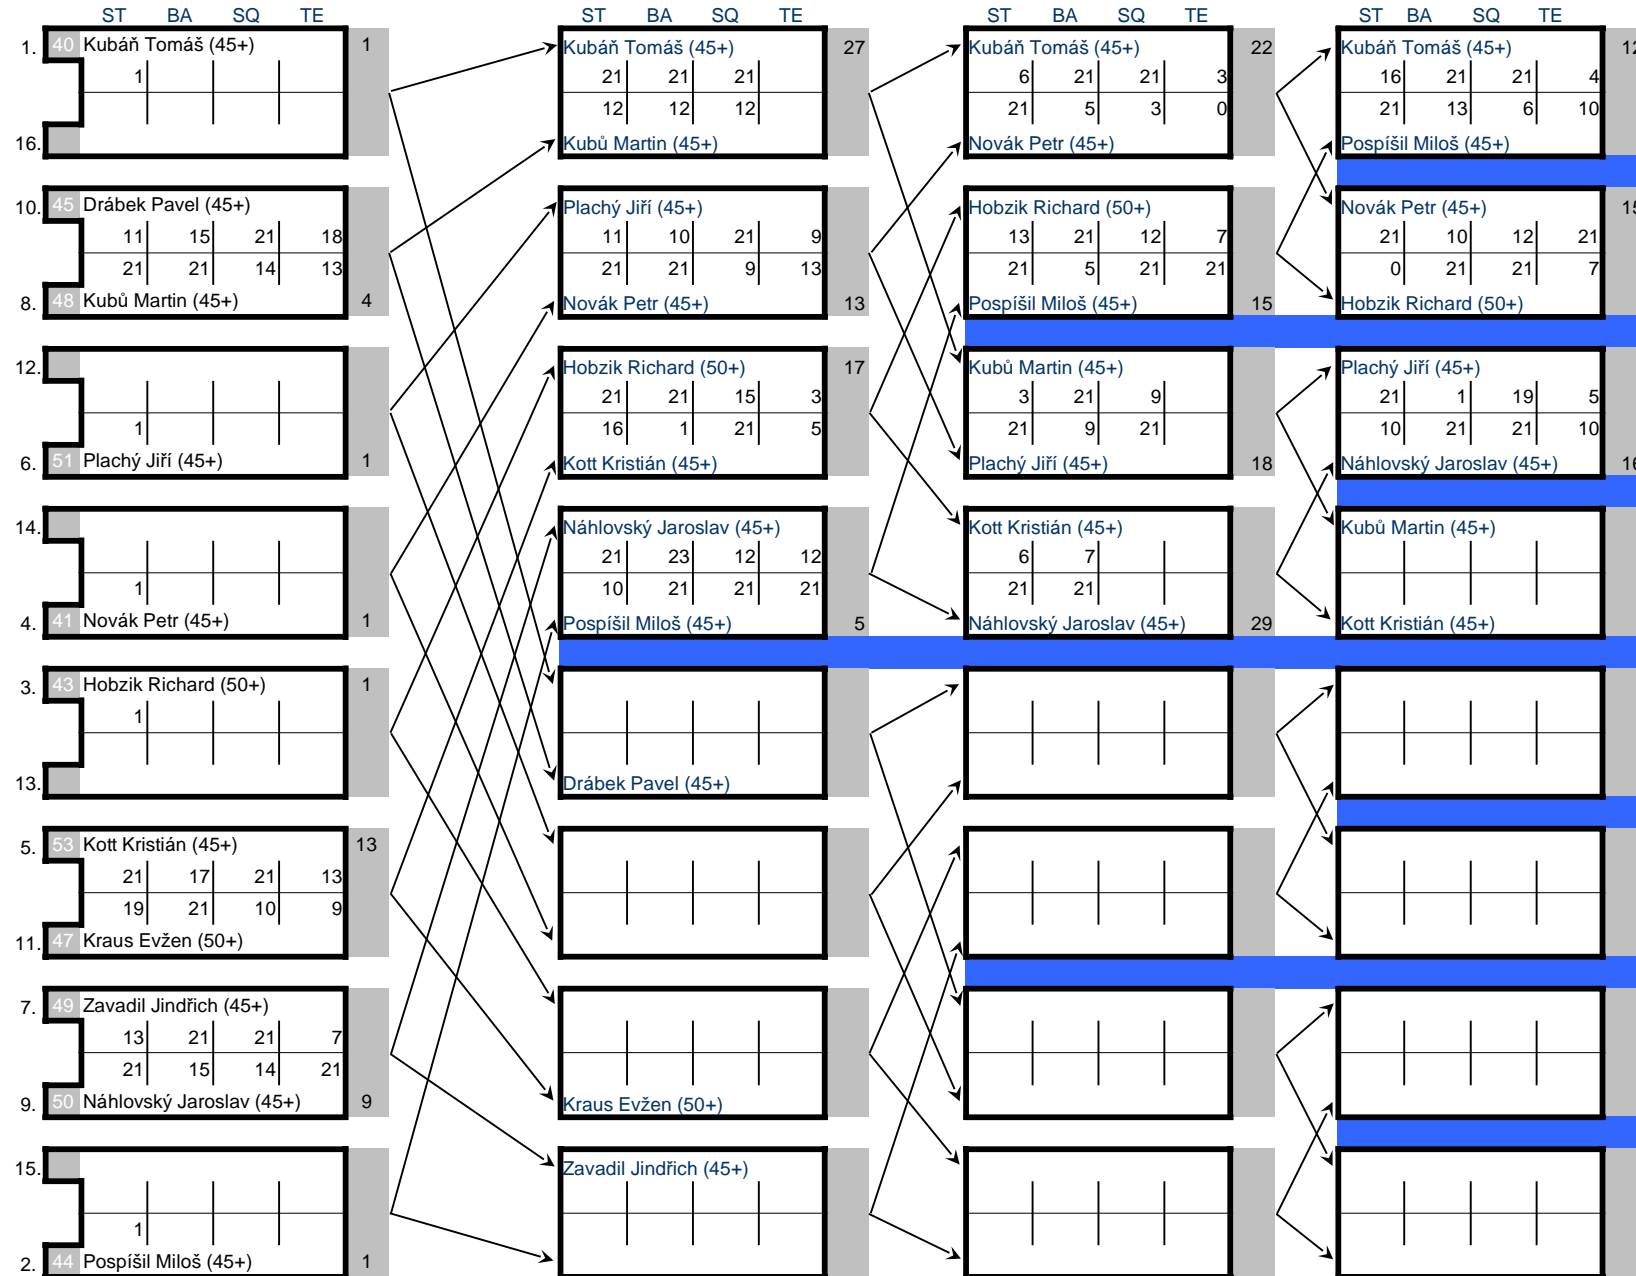 ST BA SQ TE ST BA SQ TE ST BA SQ TE ST BA SQ TE
1. 40 Kubáň Tomáš (45+) 1
1
16.
10. 45 Drábek Pavel (45+)
11 15 21 18
21 21 14 13
8. 48 Kubů Martin (45+) 4
12.
1
6. 51 Plachý Jiří (45+) 1
14.
1
4. 41 Novák Petr (45+) 1
3. 43 Hobzik Richard (50+) 1
1
13.
5. 53 Kott Kristián (45+) 13
21 17 21 13
19 21 10 9
11. 47 Kraus Evžen (50+)
7. 49 Zavadil Jindřich (45+)
13 21 21 7
21 15 14 21
9. 50 Náhlovský Jaroslav (45+) 9
15.
1
2. 44 Pospíšil Miloš (45+) 1
Kubáň Tomáš (45+) 27
21 21 21
12 12 12
Kubů Martin (45+)
Plachý Jiří (45+)
11 10 21 9
21 21 9 13
Novák Petr (45+) 13
Hobzik Richard (50+) 17
21 21 15 3
16 1 21 5
Kott Kristián (45+)
Náhlovský Jaroslav (45+)
21 23 12 12
10 21 21 21
Pospíšil Miloš (45+) 5
Drábek Pavel (45+)
Kraus Evžen (50+)
Zavadil Jindřich (45+)
Kubáň Tomáš (45+) 22
6 21 21 3
21 5 3 0
Novák Petr (45+)
Hobzik Richard (50+)
13 21 12 7
21 5 21 21
Pospíšil Miloš (45+) 15
Kubů Martin (45+)
3 21 9
21 9 21
Plachý Jiří (45+) 18
Kott Kristián (45+)
6 7
21 21
Náhlovský Jaroslav (45+) 29
Kubáň Tomáš (45+) 12
16 21 21 4
21 13 6 10
Pospíšil Miloš (45+)
Novák Petr (45+) 15
21 10 12 21
0 21 21 7
Hobzik Richard (50+)
Plachý Jiří (45+)
21 1 19 5
10 21 21 10
Náhlovský Jaroslav (45+) 16
Kubů Martin (45+)
Kott Kristián (45+)